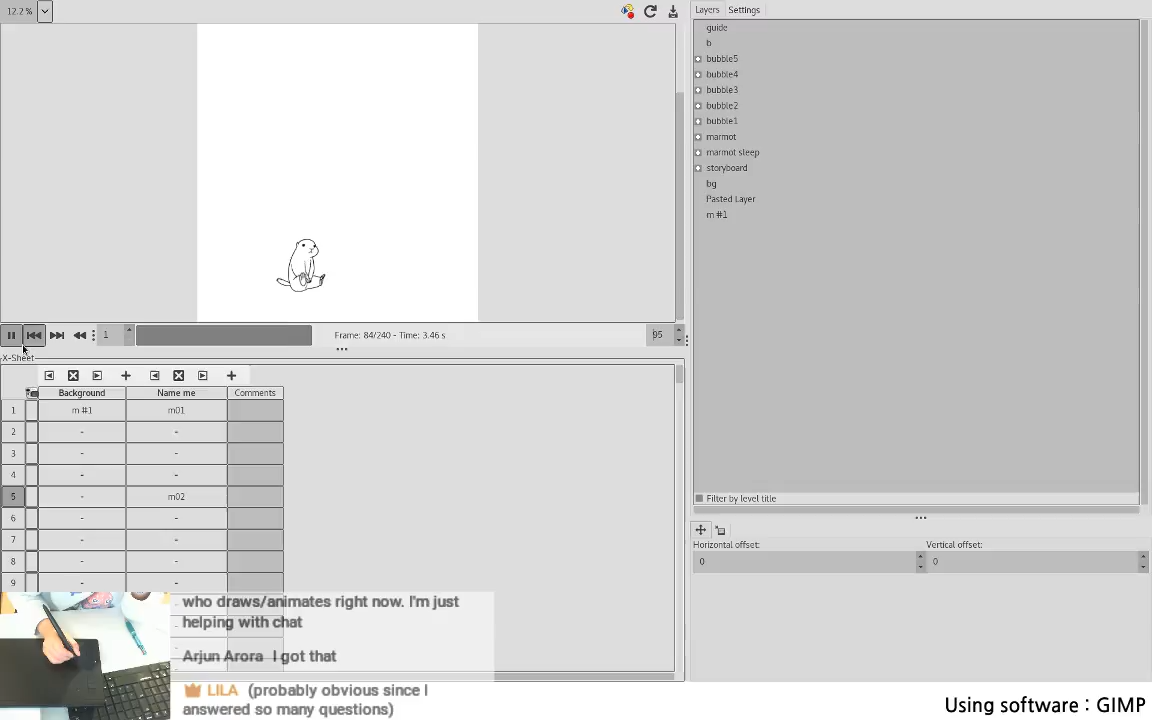 12.2 %
Layers Settings
guide
b
bubble5
bubble4
bubble3
bubble2
bubble1
marmot
marmot sleep
storyboard
bg
Pasted Layer
m #1
1
Frame: 84/240 - Time: 3.46 s
95
X-Sheet
Background Name me Comments
1 m #1 m01
2 - -
3 - -
4 - -
5 - m02
6 - -
7 - -
8 - -
9 - -
Filter by level title
Horizontal offset: Vertical offset:
0 0
who draws/animates right now. I'm just
helping with chat
Arjun Arora I got that
LILA (probably obvious since I
answered so many questions)
Using software : GIMP